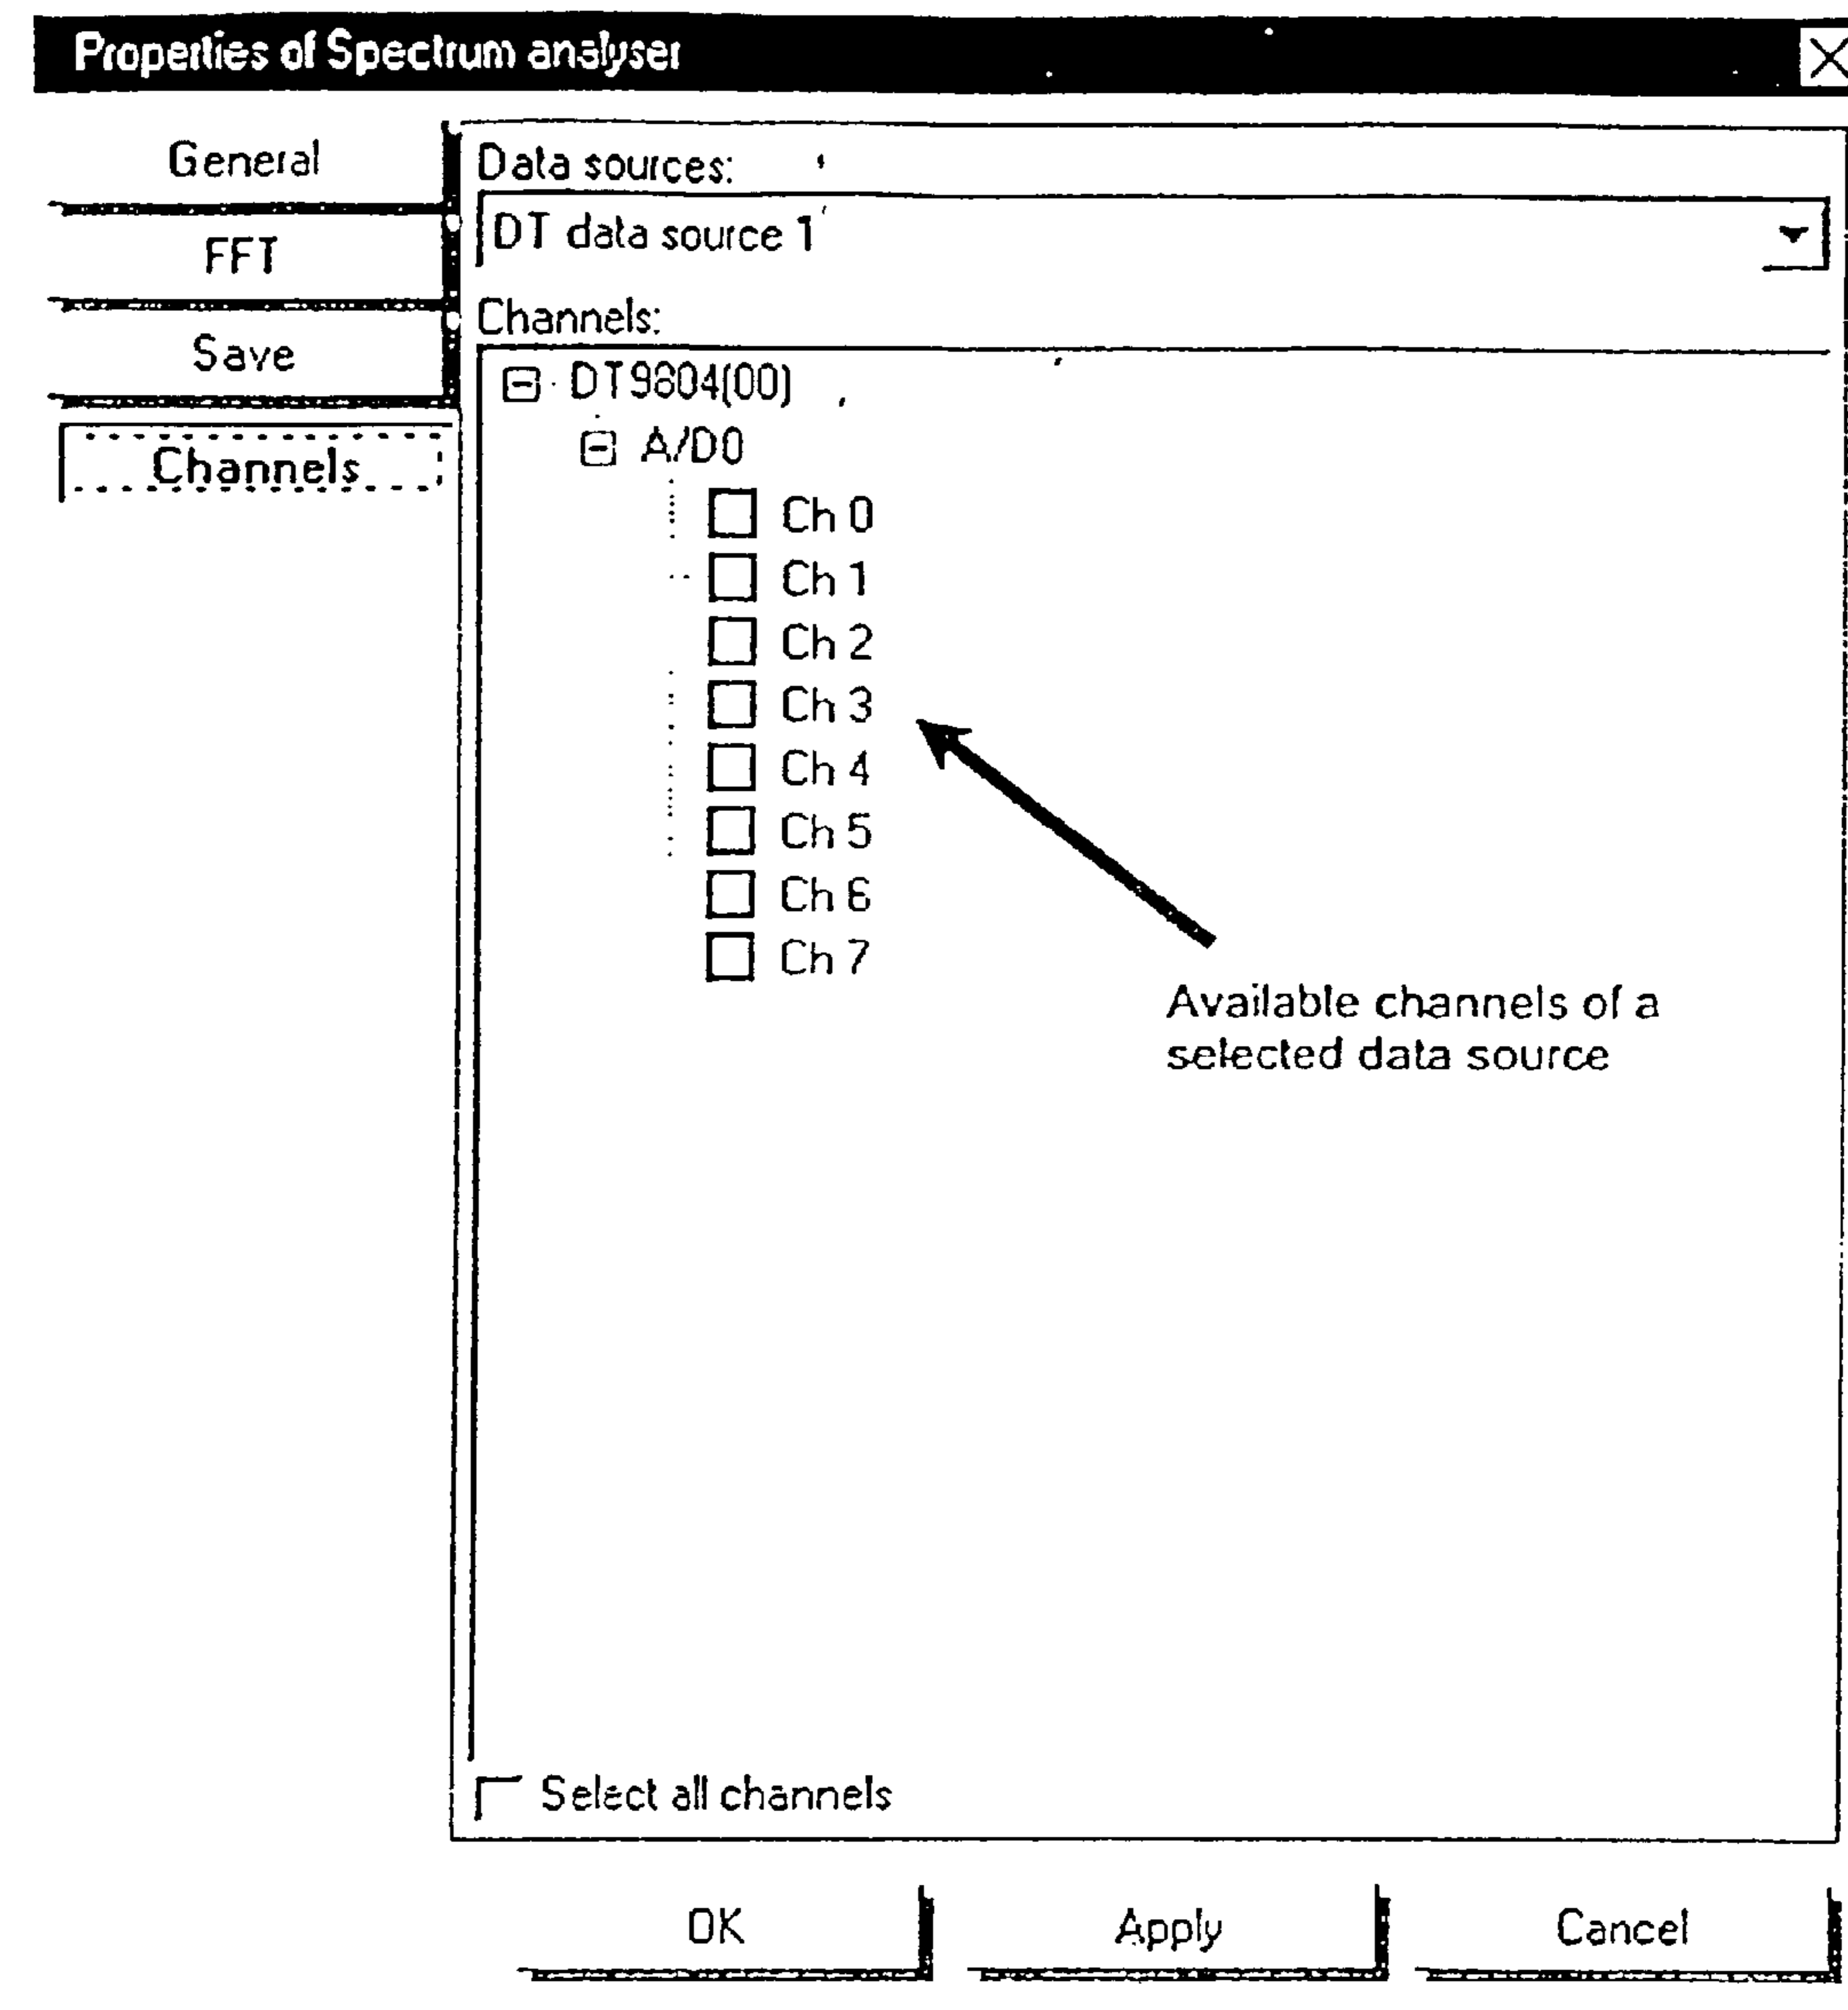 Properties of Spectrum analyser
General
FFT
Save
Channels
Data sources:
DT data source 1
Channels:
DT9804(00)
A/D0
Ch 0
Ch 1
Ch 2
Ch 3
Ch 4
Ch 5
Ch 6
Ch 7
Available channels of a
selected data source
Select all channels
OK
Apply
Cancel